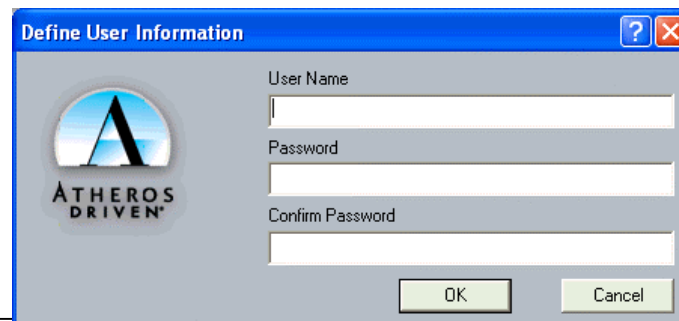 Define User Information
User Name
Password
Confirm Password
A
ATHEROS
DRIVEN
OK
Cancel